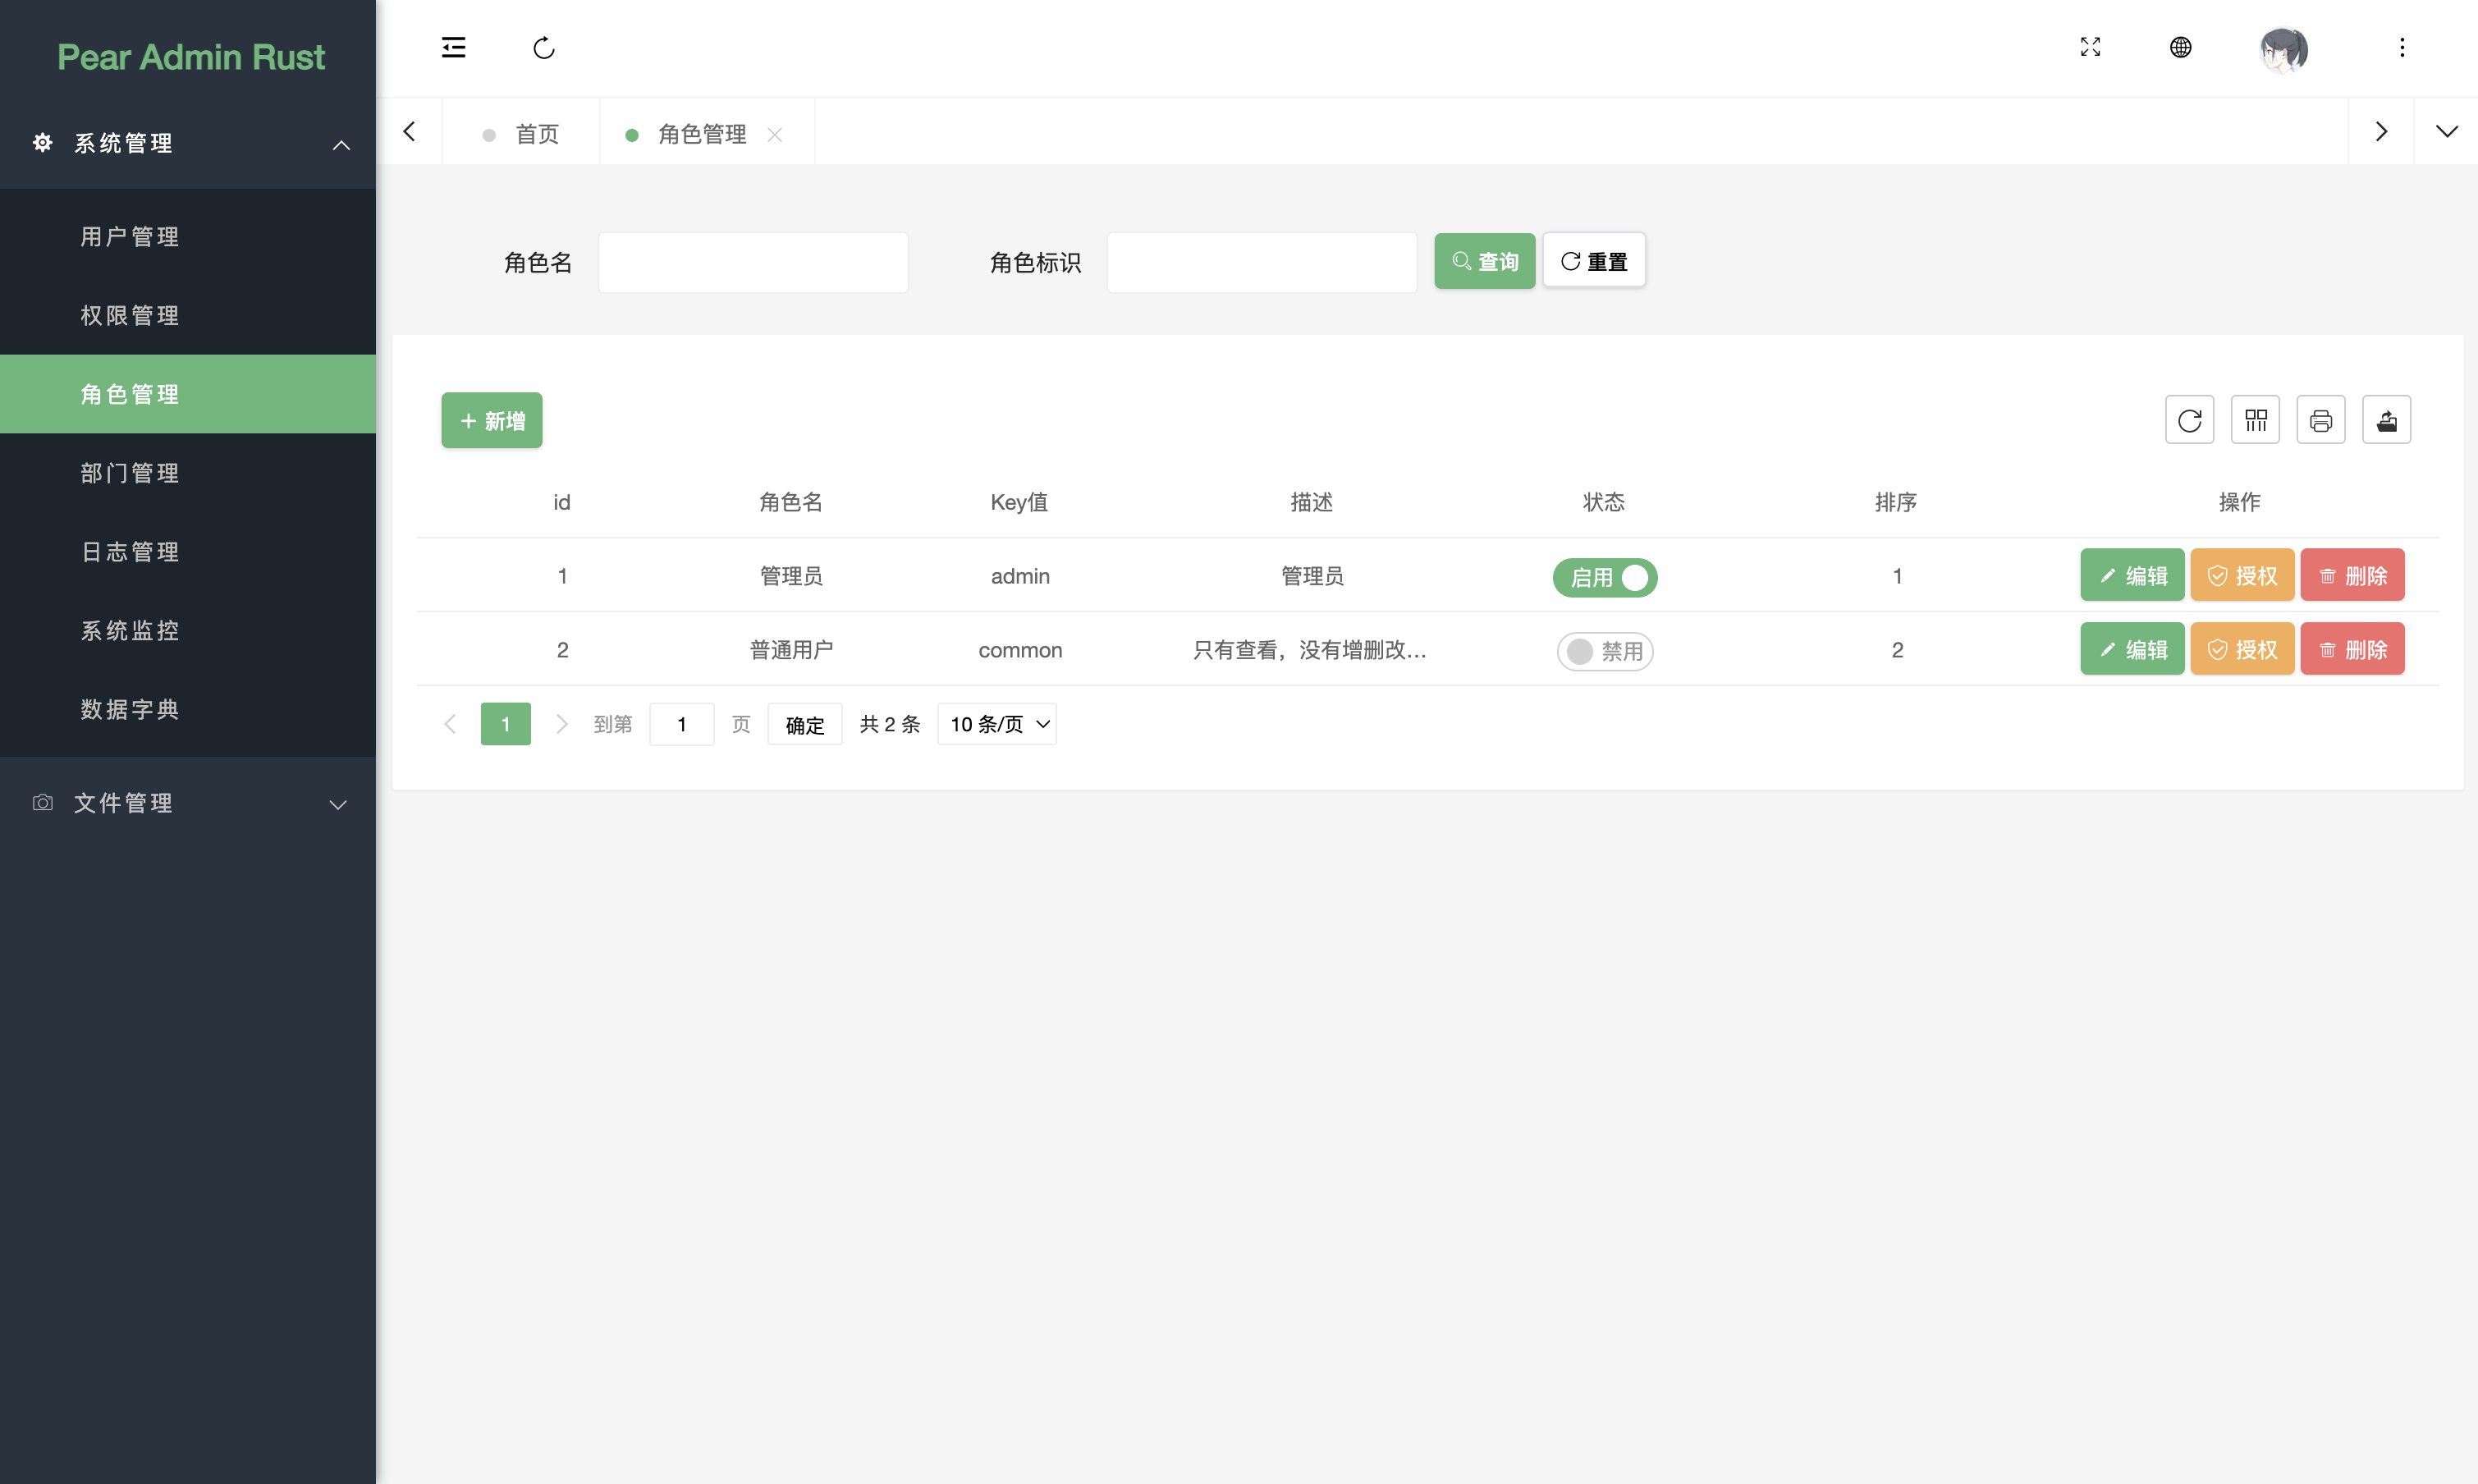 Pear Admin Rust
系统管理
用户管理
权限管理
角色管理
部门管理
日志管理
系统监控
数据字典
文件管理
首页 角色管理
角色名 角色标识 查询 重置
新增
id 角色名 Key值 描述 状态 排序 操作
1 管理员 admin 管理员 启用 1 编辑 授权 删除
2 普通用户 common 只有查看，没有增删改... 禁用 2 编辑 授权 删除
1 到第 1 页 确定 共 2 条 10 条/页